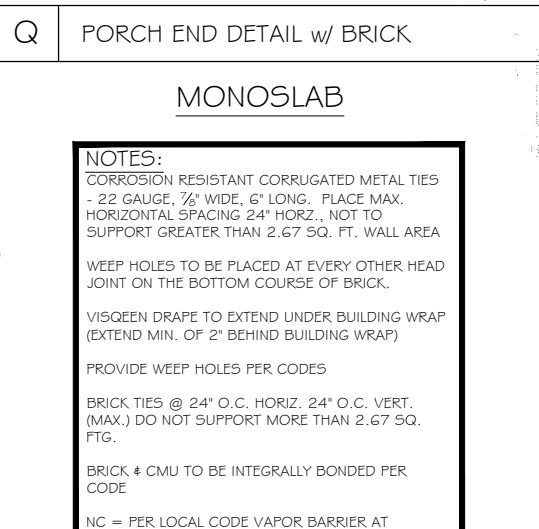 Q PORCH END DETAIL w/ BRICK
MONOSLAB
NOTES:
CORROSION RESISTANT CORRUGATED METAL TIES
- 22 GAUGE, ⅞" WIDE, 6" LONG. PLACE MAX.
HORIZONTAL SPACING 24" HORZ., NOT TO
SUPPORT GREATER THAN 2.67 SQ. FT. WALL AREA
WEEP HOLES TO BE PLACED AT EVERY OTHER HEAD
JOINT ON THE BOTTOM COURSE OF BRICK.
VISQEEN DRAPE TO EXTEND UNDER BUILDING WRAP
(EXTEND MIN. OF 2" BEHIND BUILDING WRAP)
PROVIDE WEEP HOLES PER CODES
BRICK TIES @ 24" O.C. HORIZ. 24" O.C. VERT.
(MAX.) DO NOT SUPPORT MORE THAN 2.67 SQ.
FTG.
BRICK & CMU TO BE INTEGRALLY BONDED PER
CODE
NC = PER LOCAL CODE VAPOR BARRIER AT